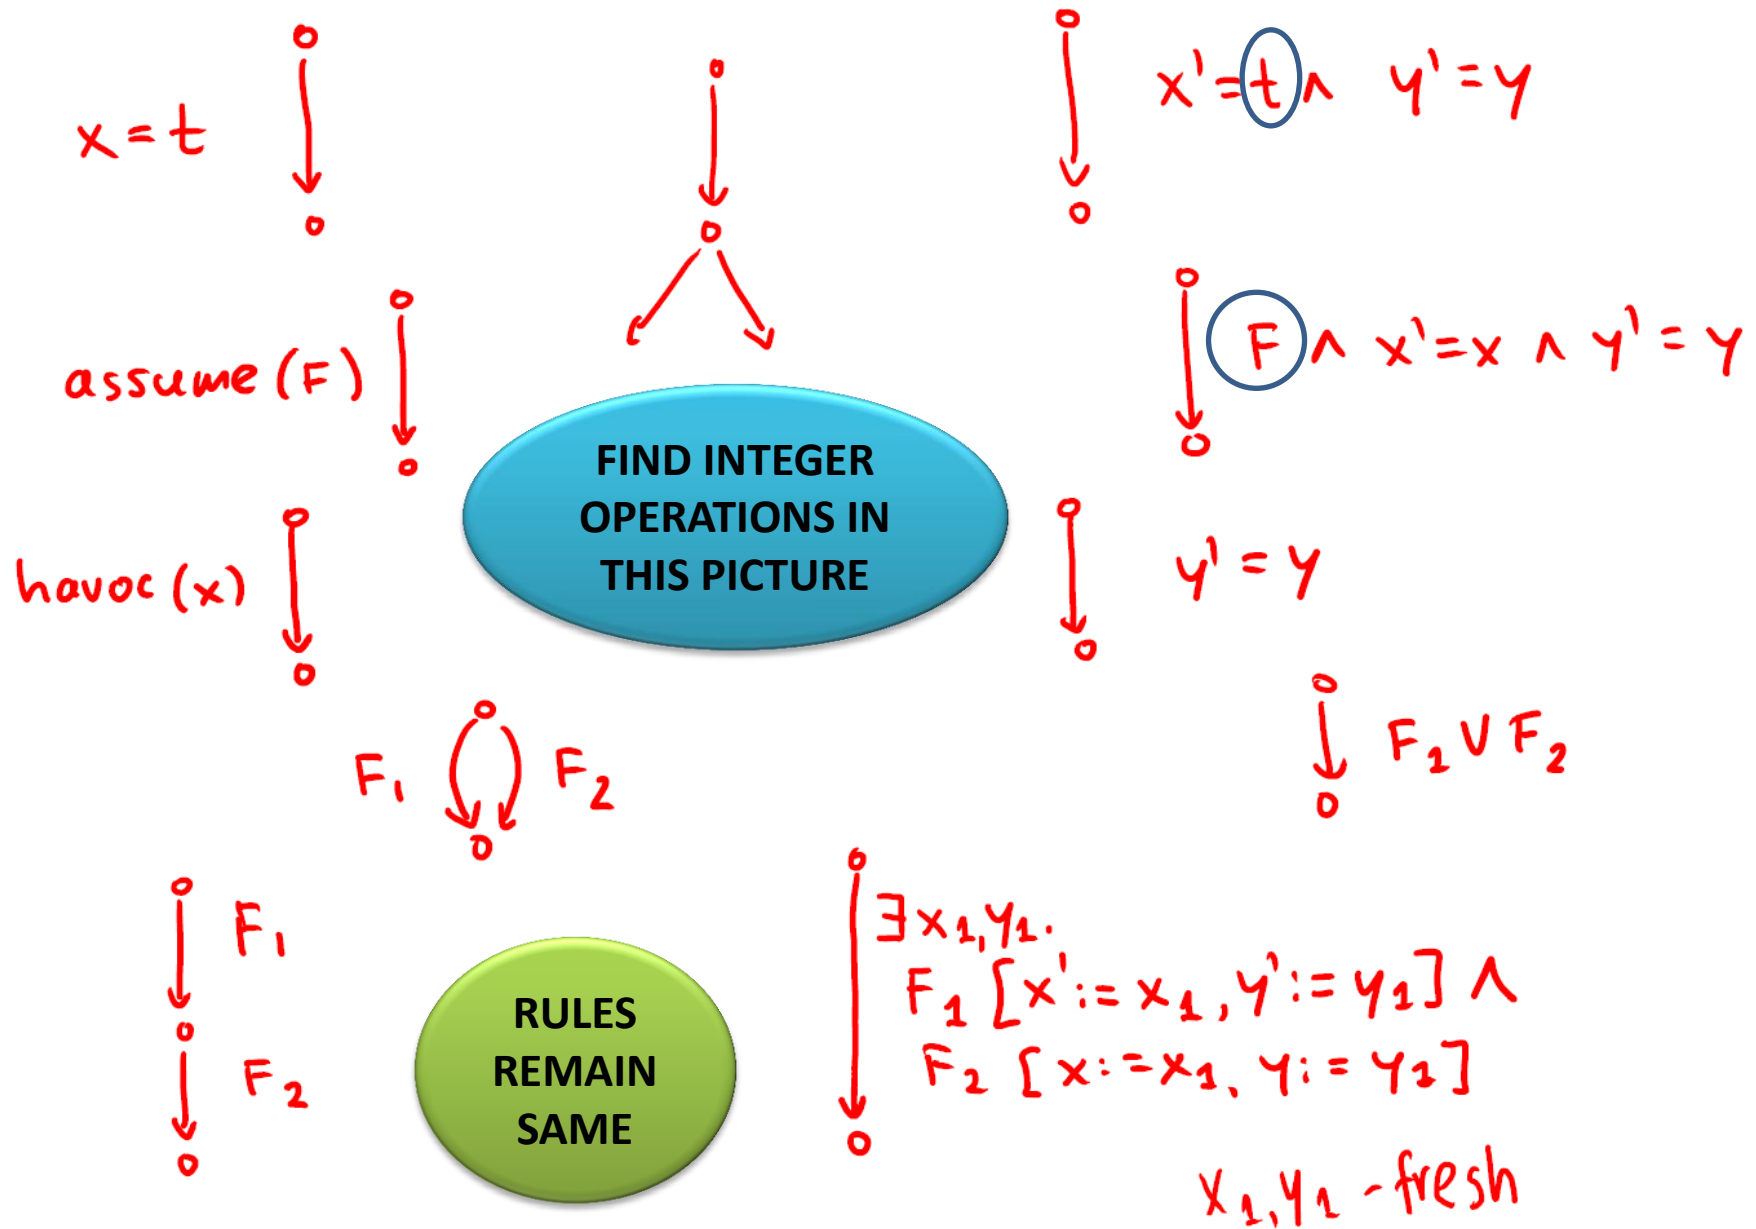 x = t
x' = t ∧ y' = y
assume (F)
F ∧ x' = x ∧ y' = y
FIND INTEGER
OPERATIONS IN
THIS PICTURE
havoc (x)
y' = y
F₁ F₂
F₁ ∨ F₂
F₁
F₂
RULES
REMAIN
SAME
∃ x₁, y₁.
F₁ [x' := x₁, y' := y₁] ∧
F₂ [x := x₁, y := y₁]
x₁, y₁ - fresh